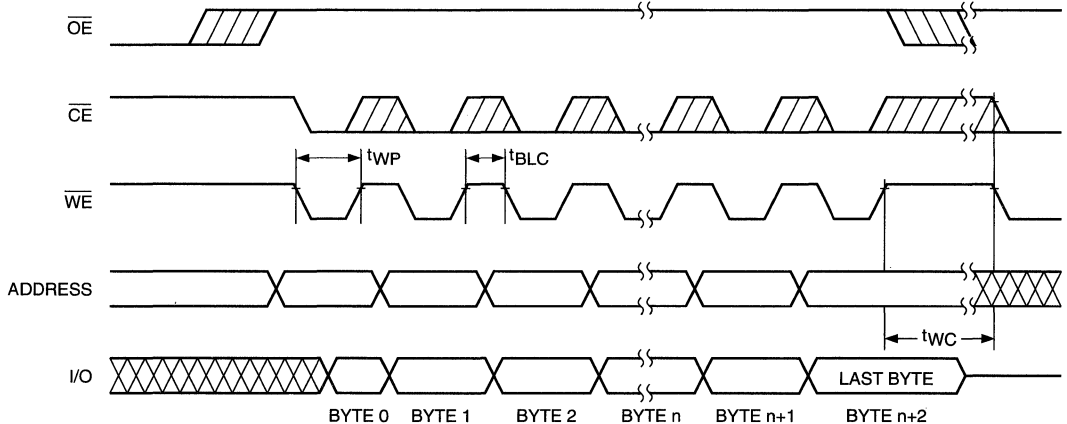 OE
CE
tWP
tBLC
WE
ADDRESS
tWC
I/O
LAST BYTE
BYTE 0 BYTE 1 BYTE 2 BYTE n BYTE n+1 BYTE n+2